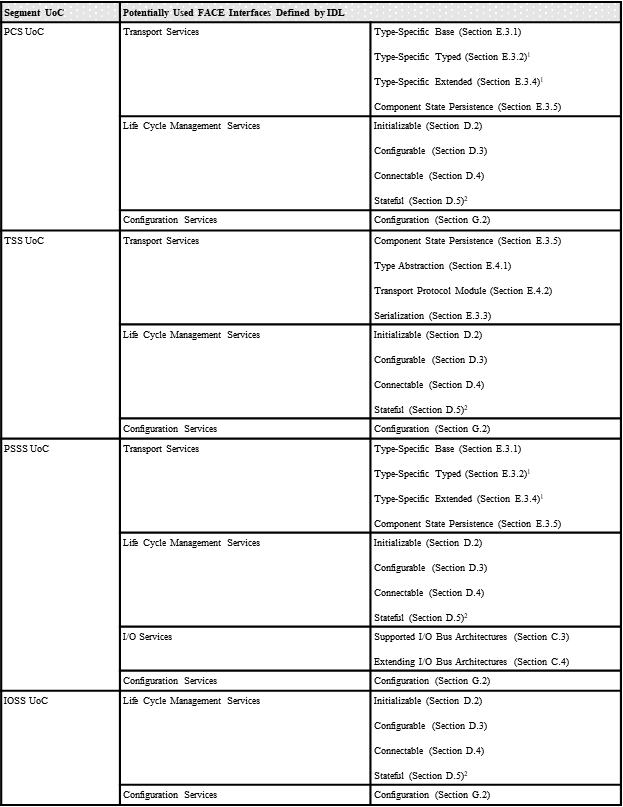 Segment UoC Potentially Used FACE Interfaces Defined by IDL
PCS UoC Transport Services Type-Specific Base (Section E.3.1)
Type-Specific Typed (Section E.3.2)¹
Type-Specific Extended (Section E.3.4)¹
Component State Persistence (Section E.3.5)
Life Cycle Management Services Initializable (Section D.2)
Configurable (Section D.3)
Connectable (Section D.4)
Stateful (Section D.5)²
Configuration Services Configuration (Section G.2)
TSS UoC Transport Services Component State Persistence (Section E.3.5)
Type Abstraction (Section E.4.1)
Transport Protocol Module (Section E.4.2)
Serialization (Section E.3.3)
Life Cycle Management Services Initializable (Section D.2)
Configurable (Section D.3)
Connectable (Section D.4)
Stateful (Section D.5)²
Configuration Services Configuration (Section G.2)
PSSS UoC Transport Services Type-Specific Base (Section E.3.1)
Type-Specific Typed (Section E.3.2)¹
Type-Specific Extended (Section E.3.4)¹
Component State Persistence (Section E.3.5)
Life Cycle Management Services Initializable (Section D.2)
Configurable (Section D.3)
Connectable (Section D.4)
Stateful (Section D.5)²
I/O Services Supported I/O Bus Architectures (Section C.3)
Extending I/O Bus Architectures (Section C.4)
Configuration Services Configuration (Section G.2)
IOSS UoC Life Cycle Management Services Initializable (Section D.2)
Configurable (Section D.3)
Connectable (Section D.4)
Stateful (Section D.5)²
Configuration Services Configuration (Section G.2)